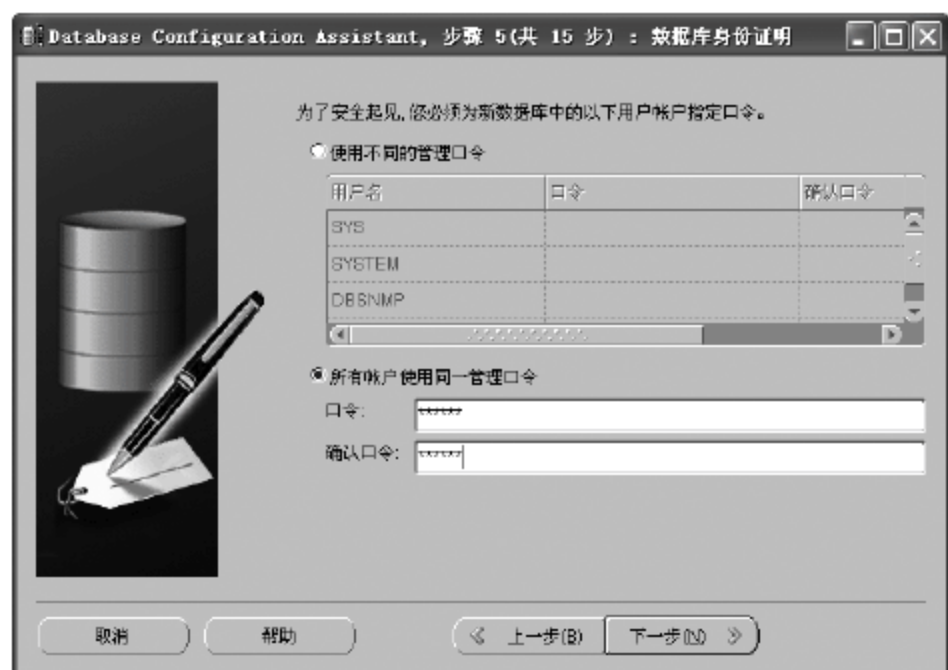 Database Configuration Assistant, 步骤 5(共 15 步) : 数据库身份证明
为了安全起见,您必须为新数据库中的以下用户帐户指定口令。
使用不同的管理口令
用户名 口令 确认口令
SYS
SYSTEM
DBSNMP
所有帐户使用同一管理口令
口令: ******
确认口令: ******
取消 帮助 上一步(B) 下一步(N)